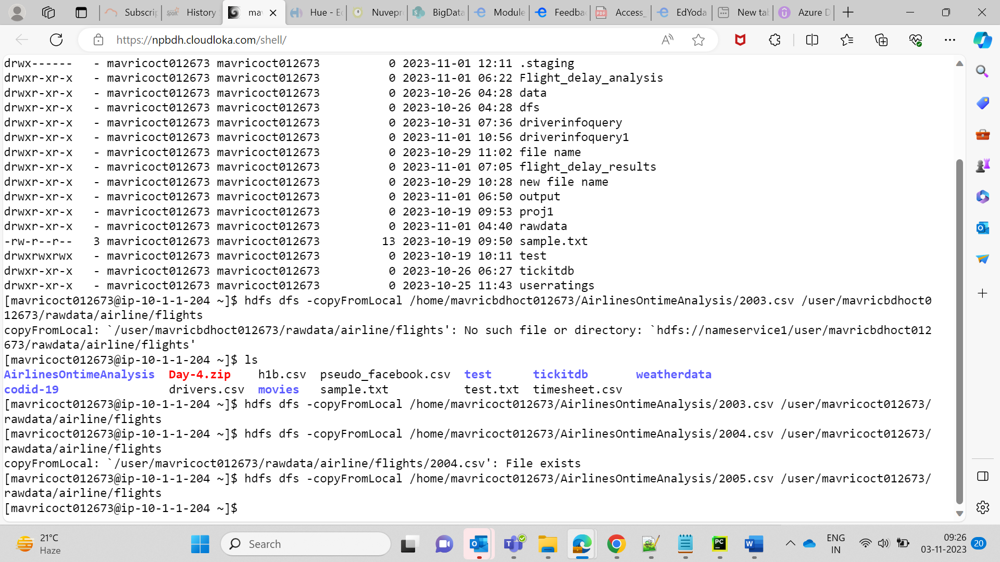 Subscrip
Spark History
ma
Hue - Ed
Nuvepr
BigData
Module
Feedba
PDF Access_
EdYoda
New tab
Azure D
https://npbdh.cloudloka.com/shell/
drwx------   - mavricoct012673 mavricoct012673          0 2023-11-01 12:11 .staging
drwxr-xr-x   - mavricoct012673 mavricoct012673          0 2023-11-01 06:22 Flight_delay_analysis
drwxr-xr-x   - mavricoct012673 mavricoct012673          0 2023-10-26 04:28 data
drwxr-xr-x   - mavricoct012673 mavricoct012673          0 2023-10-26 04:28 dfs
drwxr-xr-x   - mavricoct012673 mavricoct012673          0 2023-10-31 07:36 driverinfoquery
drwxr-xr-x   - mavricoct012673 mavricoct012673          0 2023-11-01 10:56 driverinfoquery1
drwxr-xr-x   - mavricoct012673 mavricoct012673          0 2023-10-29 11:02 file name
drwxr-xr-x   - mavricoct012673 mavricoct012673          0 2023-11-01 07:05 flight_delay_results
drwxr-xr-x   - mavricoct012673 mavricoct012673          0 2023-10-29 10:28 new file name
drwxr-xr-x   - mavricoct012673 mavricoct012673          0 2023-11-01 06:50 output
drwxr-xr-x   - mavricoct012673 mavricoct012673          0 2023-10-19 09:53 proj1
drwxr-xr-x   - mavricoct012673 mavricoct012673          0 2023-11-01 04:40 rawdata
-rw-r--r--   3 mavricoct012673 mavricoct012673         13 2023-10-19 09:50 sample.txt
drwxrwxrwx   - mavricoct012673 mavricoct012673          0 2023-10-19 10:11 test
drwxr-xr-x   - mavricoct012673 mavricoct012673          0 2023-10-26 06:27 tickitdb
drwxr-xr-x   - mavricoct012673 mavricoct012673          0 2023-10-25 11:43 userratings
[mavricoct012673@ip-10-1-1-204 ~]$ hdfs dfs -copyFromLocal /home/mavricbdhoct012673/AirlinesOntimeAnalysis/2003.csv /user/mavricbdhoct0
12673/rawdata/airline/flights
copyFromLocal: `/user/mavricbdhoct012673/rawdata/airline/flights': No such file or directory: `hdfs://nameservice1/user/mavricbdhoct012
673/rawdata/airline/flights'
[mavricoct012673@ip-10-1-1-204 ~]$ ls
AirlinesOntimeAnalysis  Day-4.zip    h1b.csv  pseudo_facebook.csv  test      tickitdb       weatherdata
codid-19                drivers.csv  movies   sample.txt           test.txt  timesheet.csv
[mavricoct012673@ip-10-1-1-204 ~]$ hdfs dfs -copyFromLocal /home/mavricoct012673/AirlinesOntimeAnalysis/2003.csv /user/mavricoct012673/
rawdata/airline/flights
[mavricoct012673@ip-10-1-1-204 ~]$ hdfs dfs -copyFromLocal /home/mavricoct012673/AirlinesOntimeAnalysis/2004.csv /user/mavricoct012673/
rawdata/airline/flights
copyFromLocal: `/user/mavricoct012673/rawdata/airline/flights/2004.csv': File exists
[mavricoct012673@ip-10-1-1-204 ~]$ hdfs dfs -copyFromLocal /home/mavricoct012673/AirlinesOntimeAnalysis/2005.csv /user/mavricoct012673/
rawdata/airline/flights
[mavricoct012673@ip-10-1-1-204 ~]$
21°C
Haze
Search
ENG
IN
09:26
03-11-2023
20